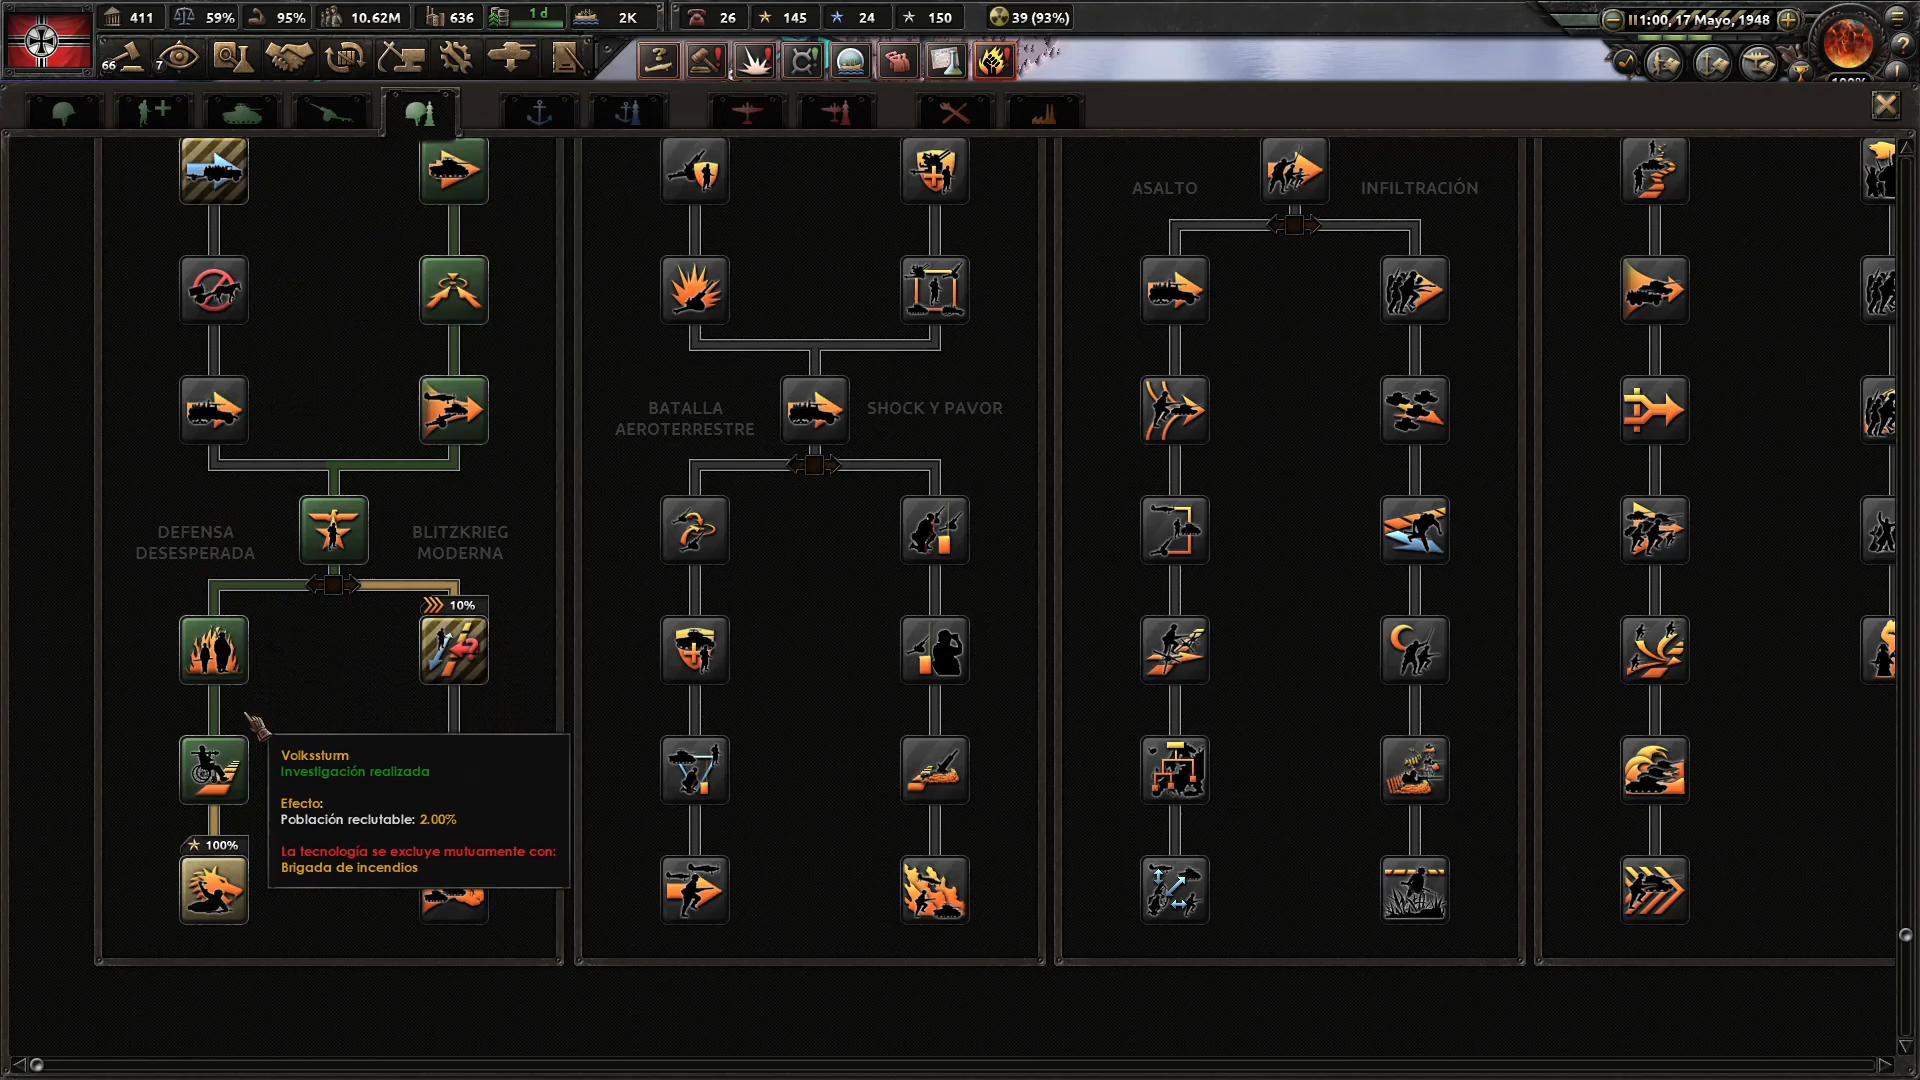 411
59%
95%
10.62M
636
1 d
2K
26
145
24
150
39 (93%)
1:00, 17 Mayo, 1948
66
7
ASALTO
INFILTRACIÓN
BATALLA
AEROTERRESTRE
SHOCK Y PAVOR
DEFENSA
DESESPERADA
BLITZKRIEG
MODERNA
10%
Volkssturm
Investigación realizada
Efecto:
Población reclutable: 2.00%
La tecnología se excluye mutuamente con:
Brigada de incendios
100%